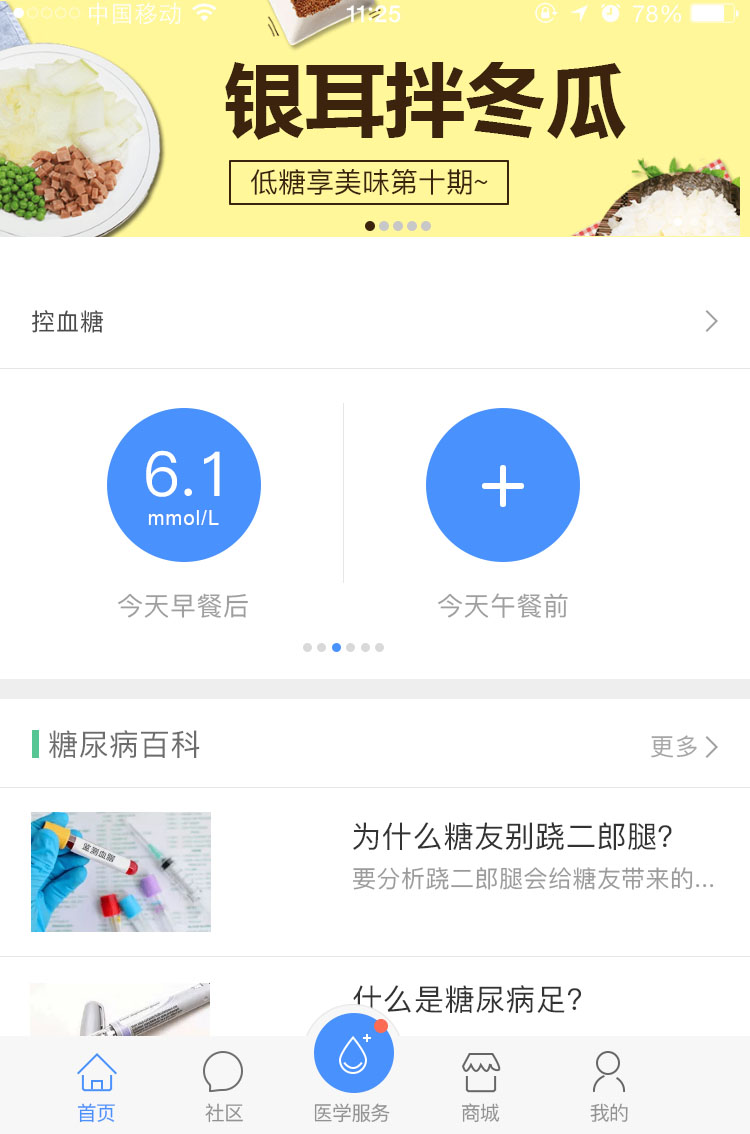 中国移动 11:25 78%
银耳拌冬瓜
低糖享美味第十期~
控血糖
6.1
mmol/L
今天早餐后 今天午餐前
糖尿病百科 更多
为什么糖友别跷二郎腿?
要分析跷二郎腿会给糖友带来的...
什么是糖尿病足?
首页 社区 医学服务 商城 我的